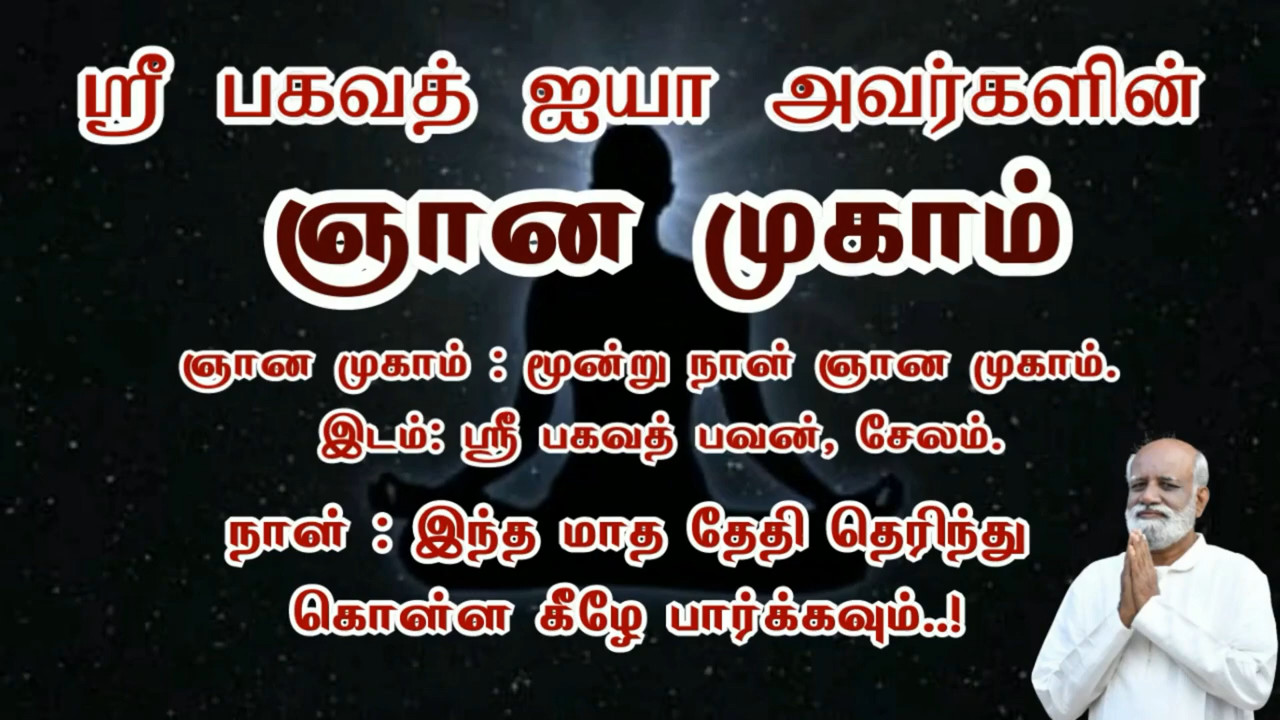 ஸ்ரீ பகவத் ஐயா அவர்களின்
ஞான முகாம்
ஞான முகாம் : மூன்று நாள் ஞான முகாம்.
இடம்: ஸ்ரீ பகவத் பவன், சேலம்.
நாள் : இந்த மாத தேதி தெரிந்து
கொள்ள கீழே பார்க்கவும்..!